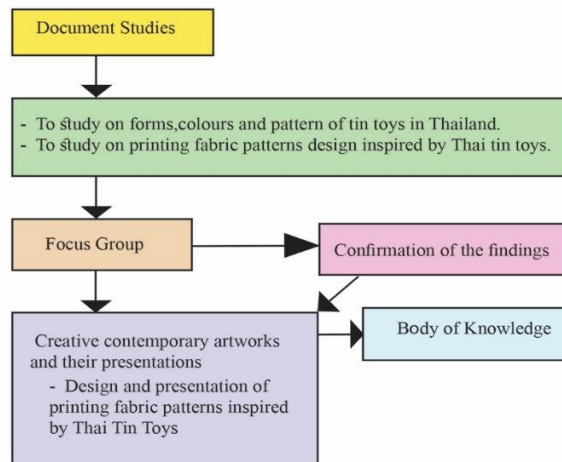 Document Studies
- To study on forms,colours and pattern of tin toys in Thailand.
- To study on printing fabric patterns design inspired by Thai tin toys.
Focus Group
Confirmation of the findings
Creative contemporary artworks
and their presentations
- Design and presentation of
printing fabric patterns inspired
by Thai Tin Toys
Body of Knowledge